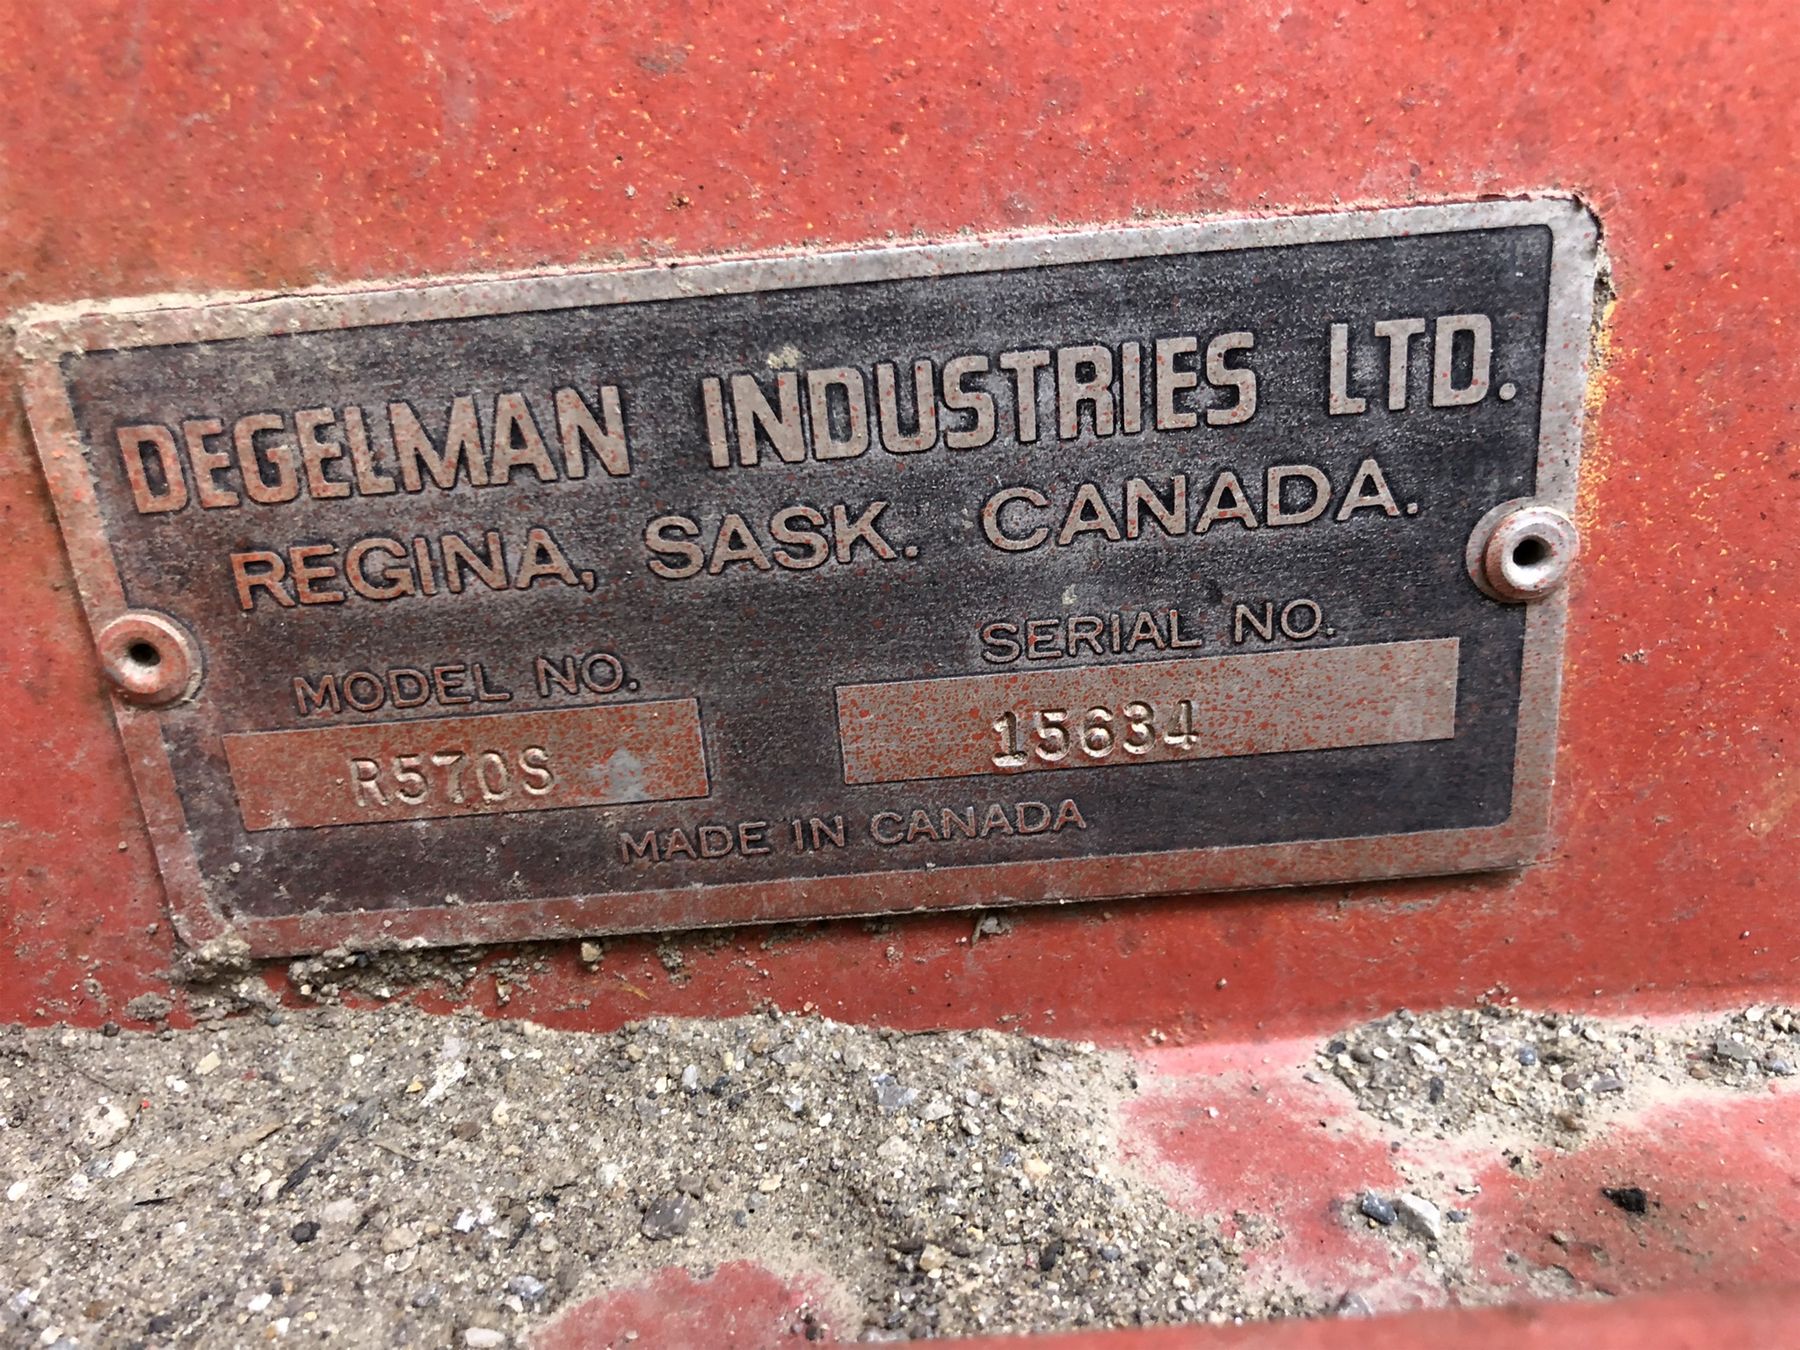 DEGELMAN INDUSTRIES LTD.
REGINA, SASK. CANADA.
MODEL NO. SERIAL NO.
R570S 15634
MADE IN CANADA